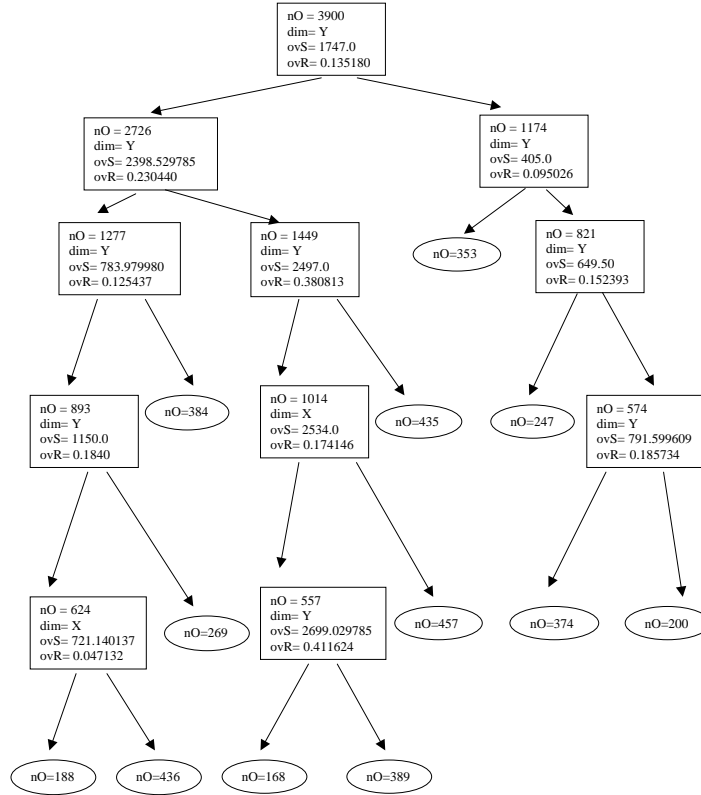 nO = 3900
dim= Y
ovS= 1747.0
ovR= 0.135180
nO = 2726
dim= Y
ovS= 2398.529785
ovR= 0.230440
nO = 1174
dim= Y
ovS= 405.0
ovR= 0.095026
nO = 1277
dim= Y
ovS= 783.979980
ovR= 0.125437
nO = 1449
dim= Y
ovS= 2497.0
ovR= 0.380813
nO=353
nO = 821
dim= Y
ovS= 649.50
ovR= 0.152393
nO = 893
dim= Y
ovS= 1150.0
ovR= 0.1840
nO=384
nO = 1014
dim= X
ovS= 2534.0
ovR= 0.174146
nO=435
nO=247
nO = 574
dim= Y
ovS= 791.599609
ovR= 0.185734
nO = 624
dim= X
ovS= 721.140137
ovR= 0.047132
nO=269
nO = 557
dim= Y
ovS= 2699.029785
ovR= 0.411624
nO=457
nO=374
nO=200
nO=188
nO=436
nO=168
nO=389